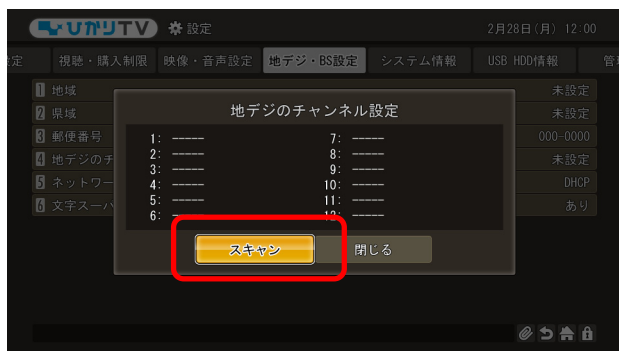 ひかりTV 設定 2月28日(月) 12:00
定 視聴・購入制限 映像・音声設定 地デジ・BS設定 システム情報 USB HDD情報 管
1 地域 未設定
2 県域 未設定
3 郵便番号 000-0000
4 地デジのチ 未設定
5 ネットワー DHCP
6 文字スーパ あり
地デジのチャンネル設定
1: ----- 7: -----
2: ----- 8: -----
3: ----- 9: -----
4: ----- 10: -----
5: ----- 11: -----
6: ----- 12: -----
スキャン 閉じる